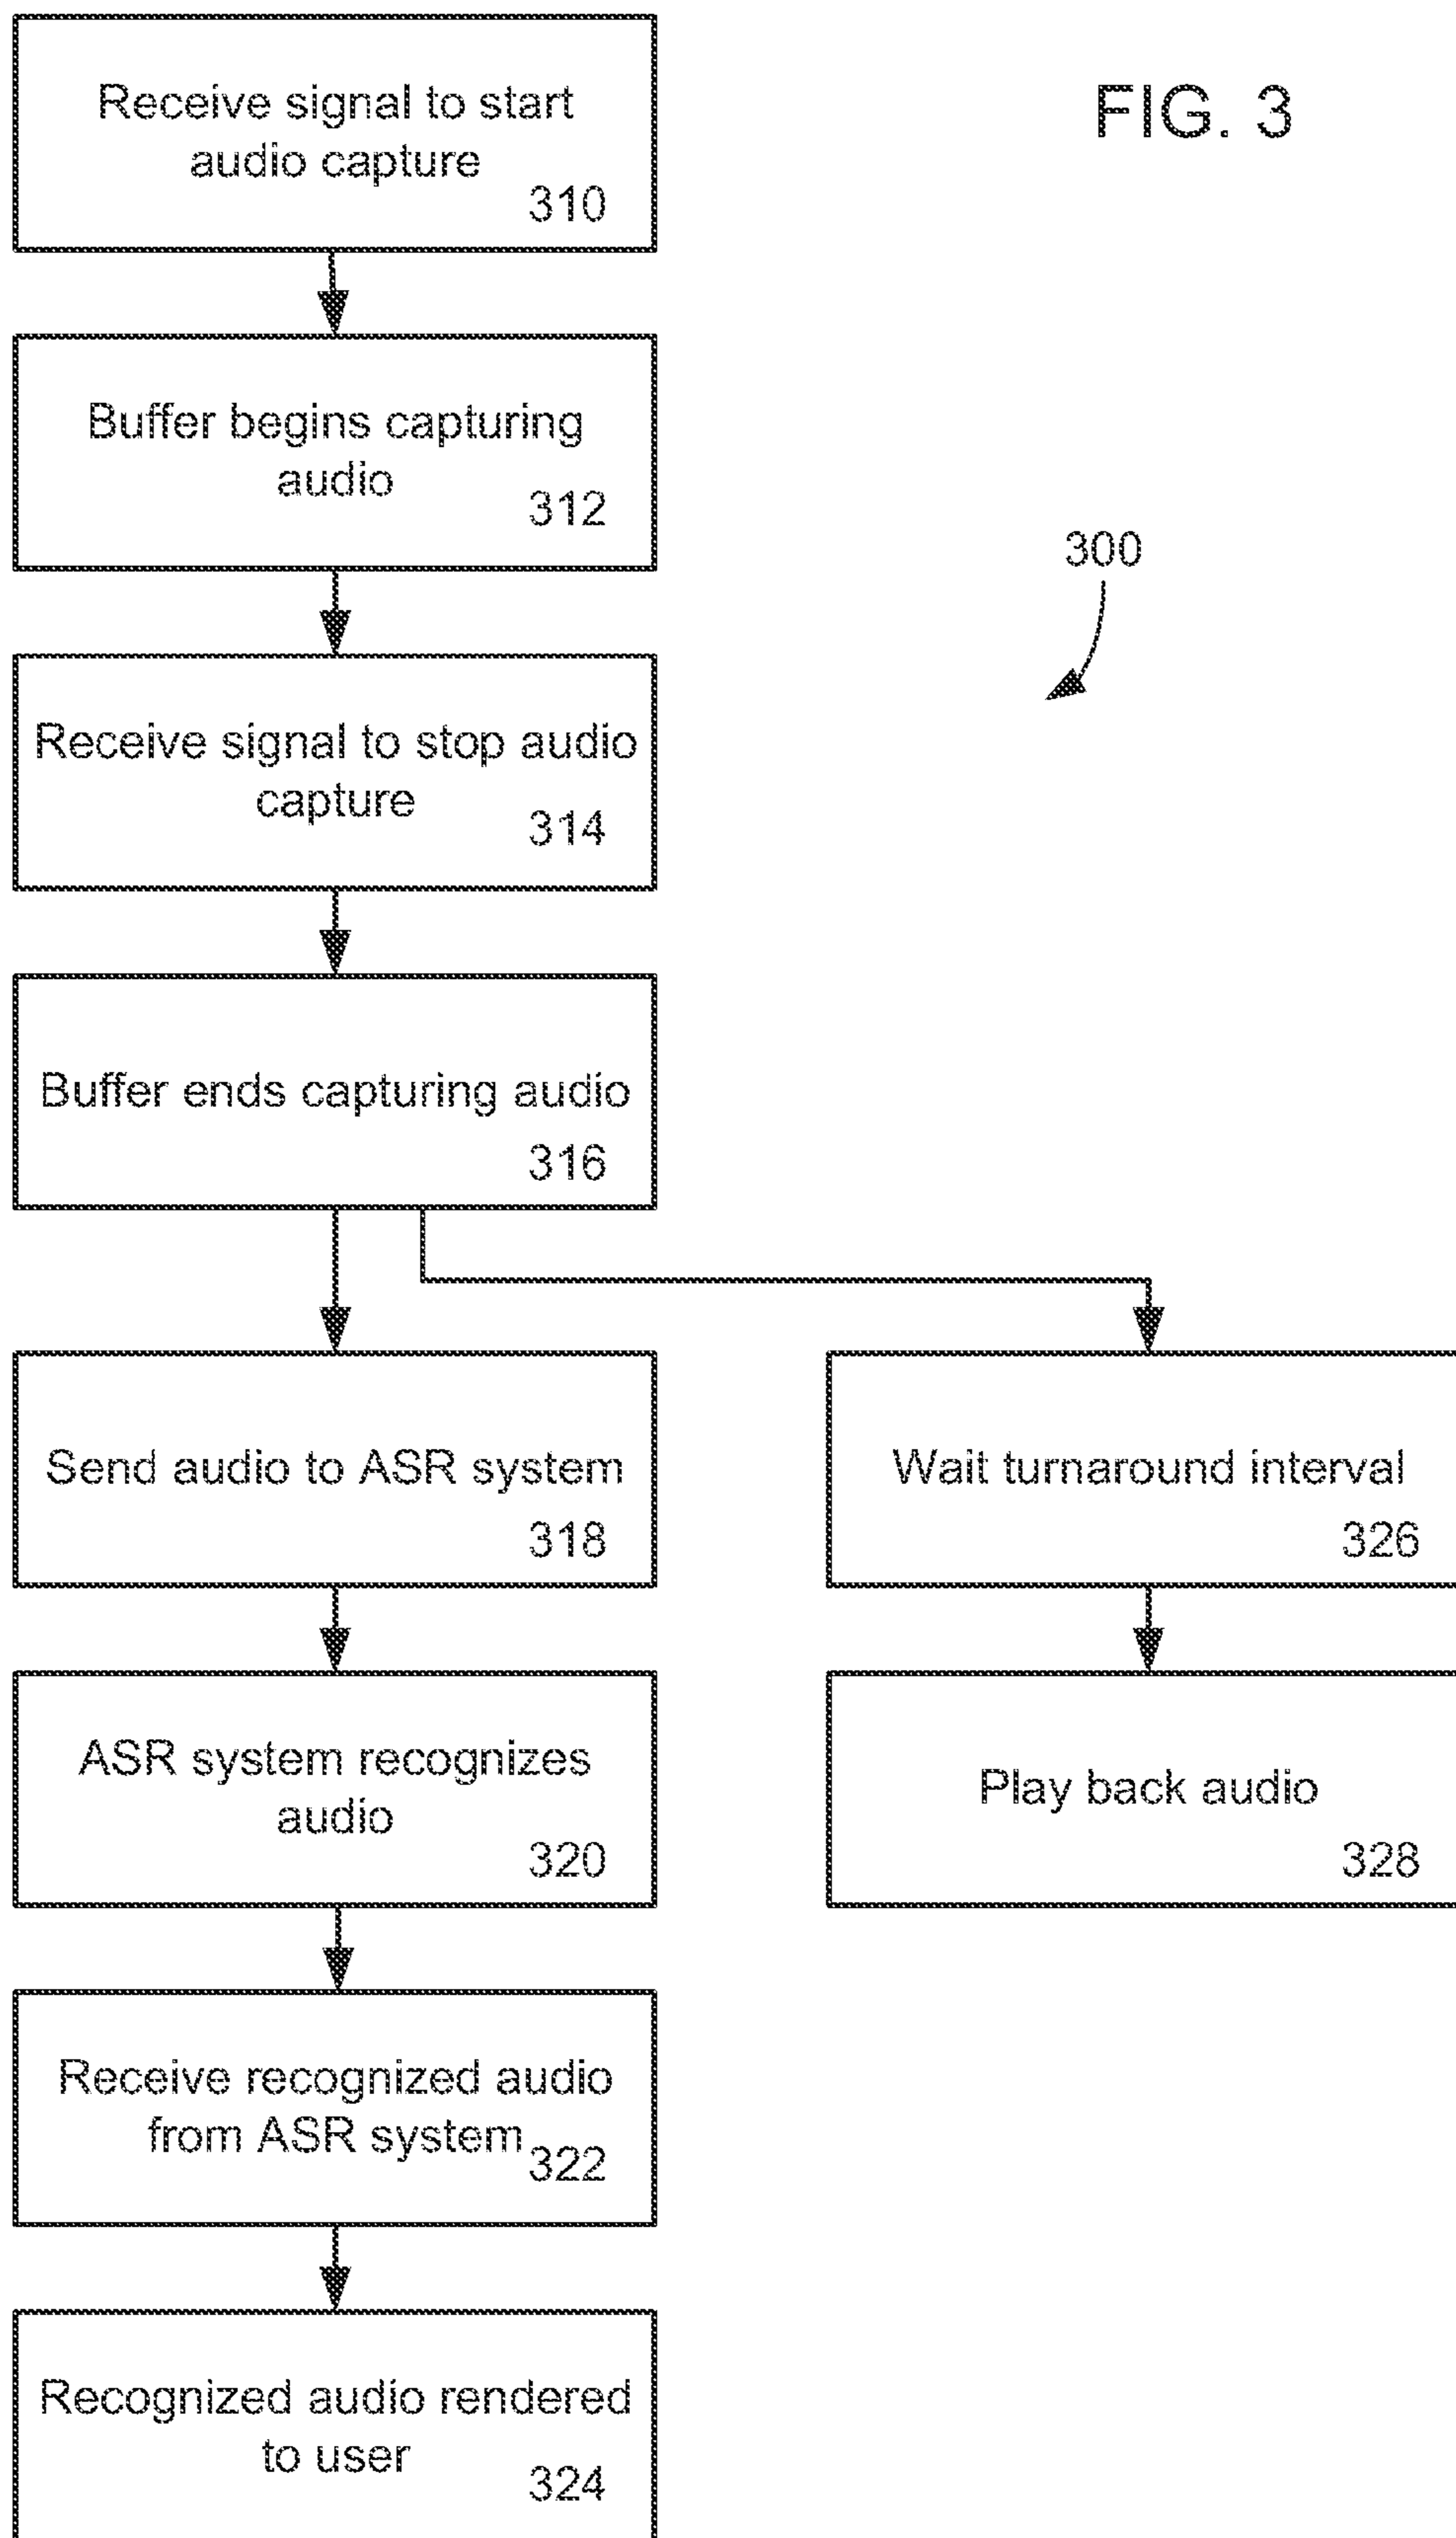 FIG. 3
Receive signal to start
audio capture
310
Buffer begins capturing
audio
312
300
Receive signal to stop audio
capture
314
Buffer ends capturing audio
316
Send audio to ASR system
318
Wait turnaround interval
326
ASR system recognizes
audio
320
Play back audio
328
Receive recognized audio
from ASR system
322
Recognized audio rendered
to user
324